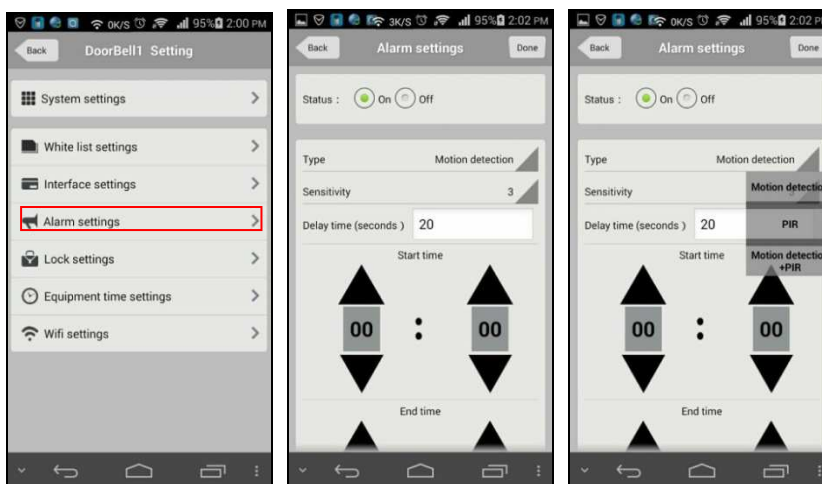 0K/S 95% 2:00 PM
Back DoorBell1 Setting
System settings
White list settings
Interface settings
Alarm settings
Lock settings
Equipment time settings
Wifi settings
3K/S 95% 2:02 PM
Back Alarm settings Done
Status : On Off
Type Motion detection
Sensitivity 3
Delay time (seconds ) 20
Start time
00 : 00
End time
0K/S 95% 2:02 P
Back Alarm settings Done
Status : On Off
Type Motion detection
Sensitivity
Motion detectio
Delay time (seconds ) 20
PIR
Start time
Motion detectio
+PIR
00 : 00
End time